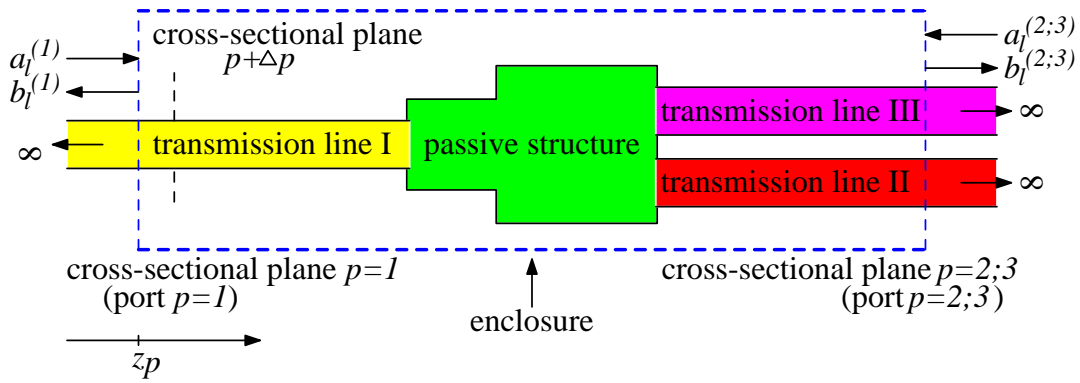 cross-sectional plane
p+Δp
a_l^(1)
b_l^(1)
a_l^(2;3)
b_l^(2;3)
∞
transmission line I
passive structure
transmission line III
∞
transmission line II
∞
cross-sectional plane p=1
(port p=1)
cross-sectional plane p=2;3
(port p=2;3)
enclosure
z_p